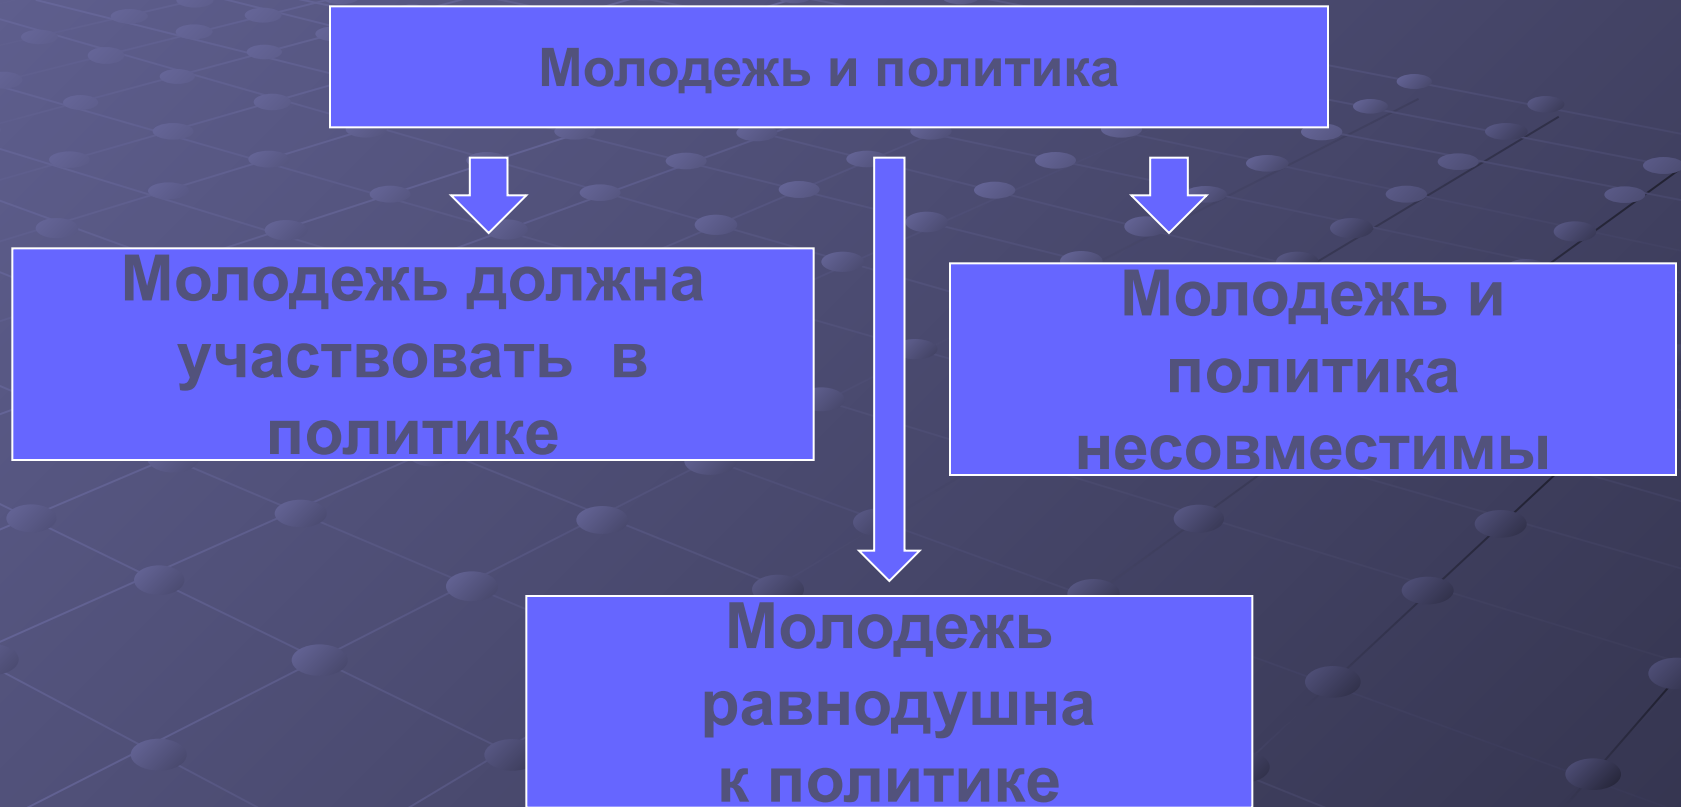 Молодежь и политика
Молодежь должна
участвовать в
политике
Молодежь и
политика
несовместимы
Молодежь
равнодушна
к политике